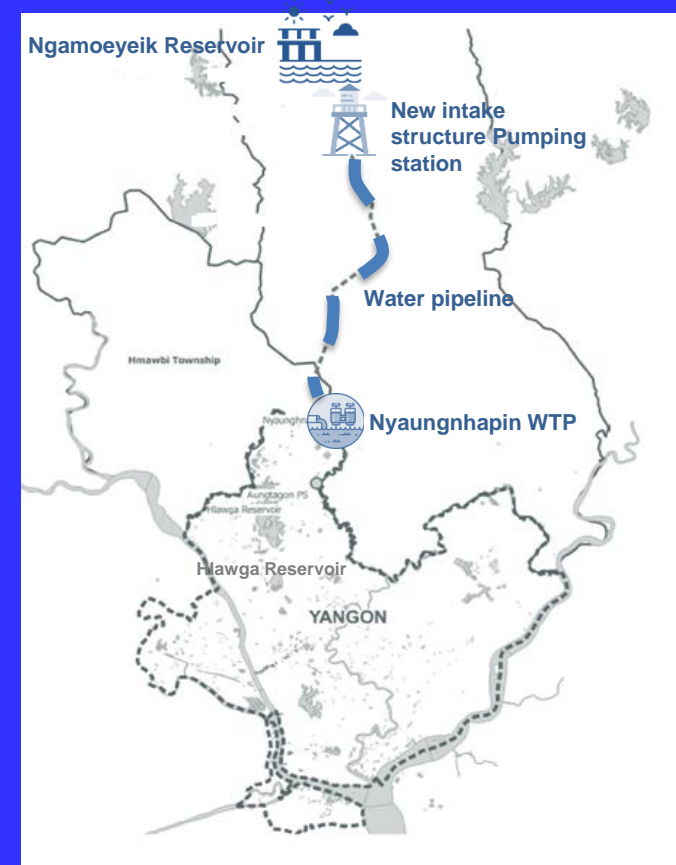 Ngamoeyeik Reservoir
New intake
structure Pumping
station
Water pipeline
Hmawbi Township
Nyaungnhapin WTP
Aungtagon PS
Hlawga Reservoir
Hlawga Reservoir
YANGON